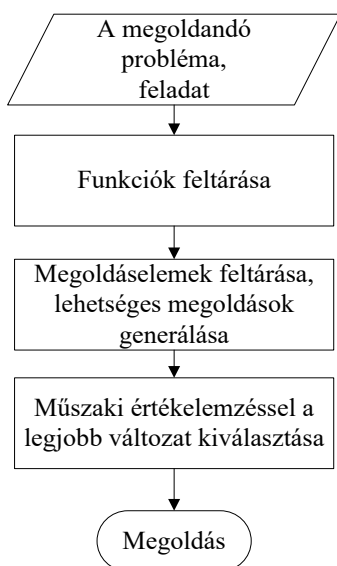 A megoldandó
probléma,
feladat
Funkciók feltárása
Megoldáselemek feltárása,
lehetséges megoldások
generálása
Műszaki értékelemzéssel a
legjobb változat kiválasztása
Megoldás